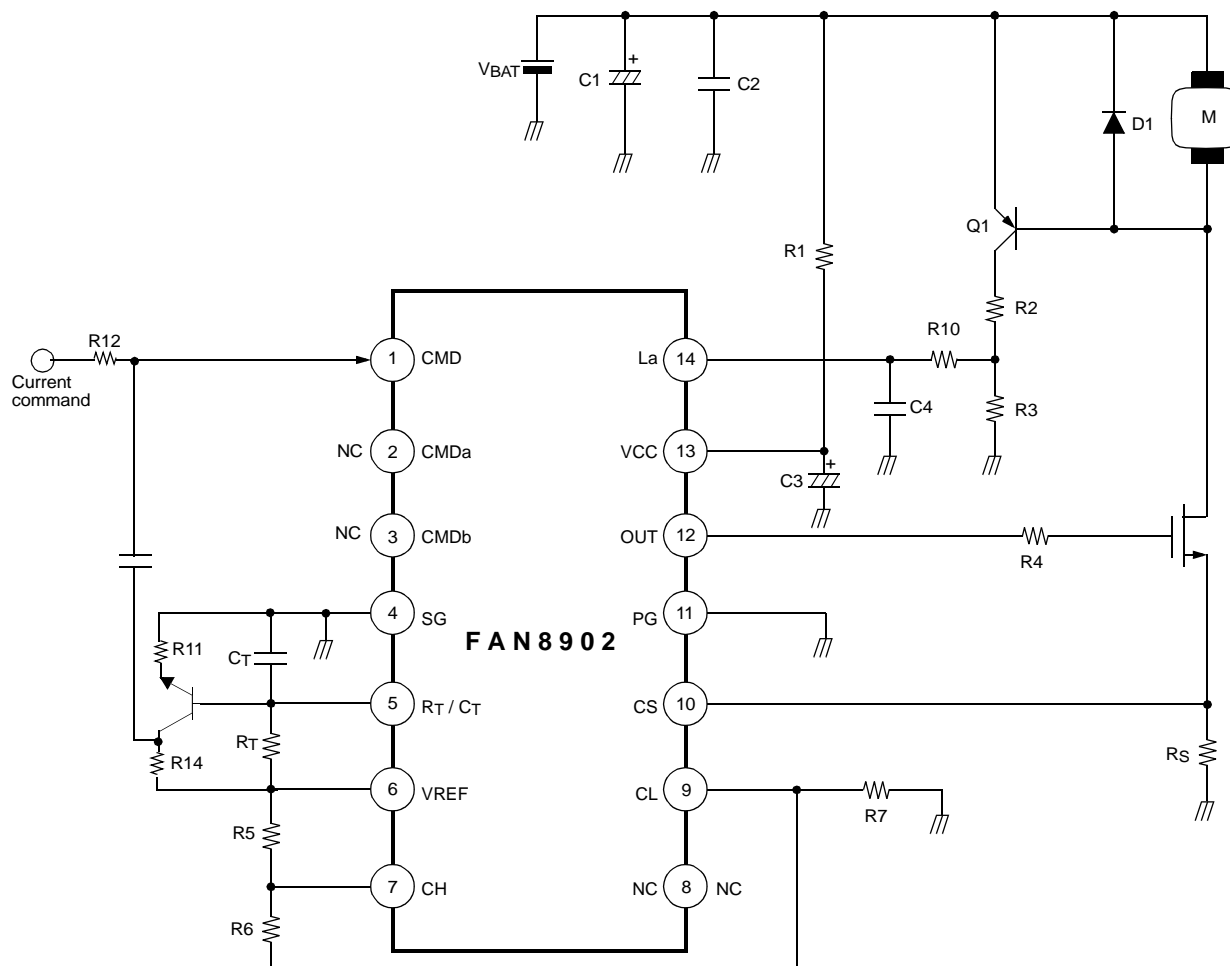 VBAT
C1
+
C2
D1
M
Q1
R1
R2
R12
R10
Current
command
1
CMD
La
14
C4
R3
NC
2
CMDa
VCC
13
+
C3
NC
3
CMDb
OUT
12
R4
4
SG
PG
11
FAN8902
R11
CT
5
RT / CT
CS
10
RT
R14
RS
6
VREF
CL
9
R7
R5
7
CH
NC
8
NC
R6